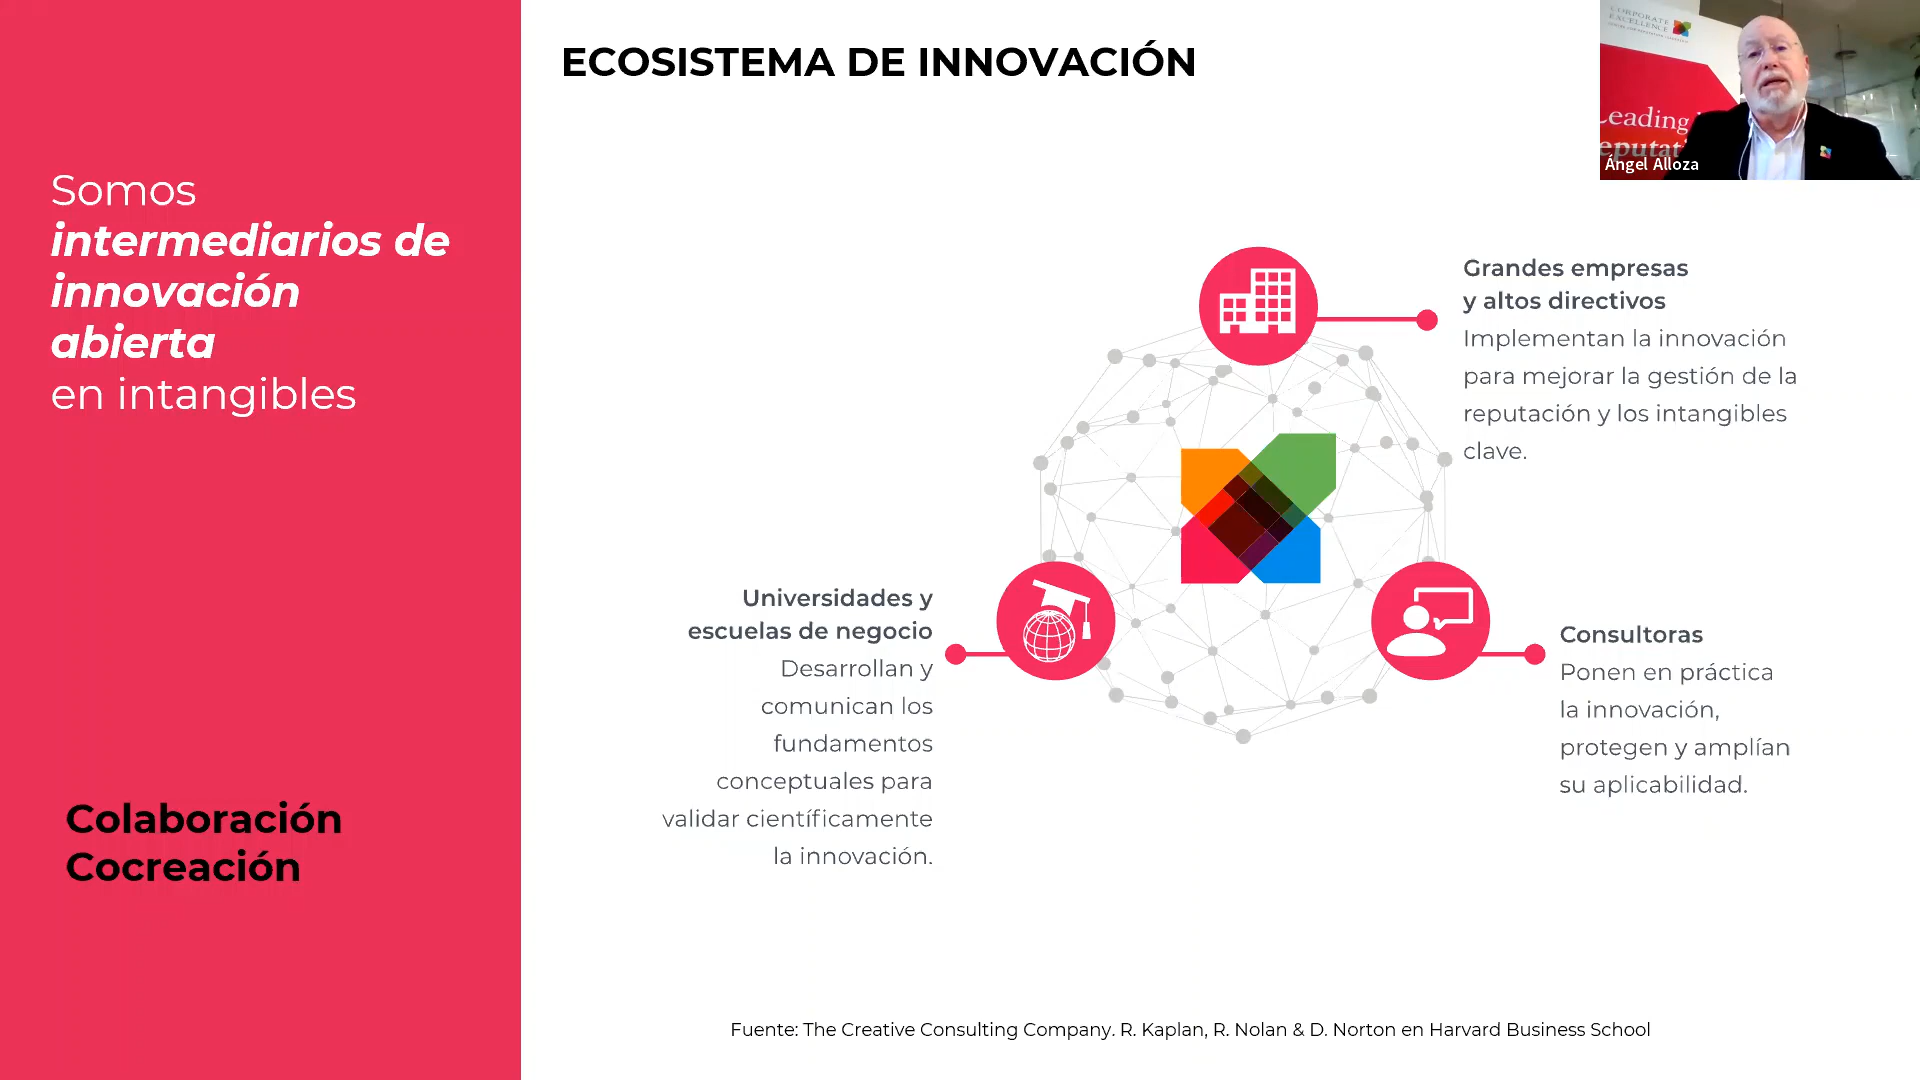 ECOSISTEMA DE INNOVACIÓN
Somos
intermediarios de
innovación
abierta
en intangibles
Colaboración
Cocreación
CORPORATE
EXCELLENCE
Leading
Ángel Alloza
Grandes empresas
y altos directivos
Implementan la innovación
para mejorar la gestión de la
reputación y los intangibles
clave.
Universidades y
escuelas de negocio
Desarrollan y
comunican los
fundamentos
conceptuales para
validar científicamente
la innovación.
Consultoras
Ponen en práctica
la innovación,
protegen y amplían
su aplicabilidad.
Fuente: The Creative Consulting Company. R. Kaplan, R. Nolan & D. Norton en Harvard Business School